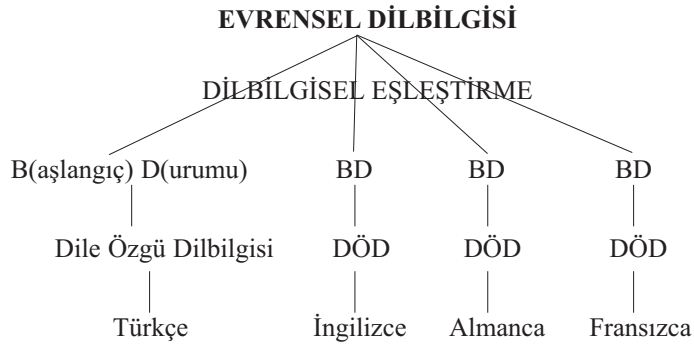 EVRENSEL DİLBİLGİSİ
DİLBİLGİSEL EŞLEŞTİRME
B(aşlangıç) D(urumu) BD BD BD
Dile Özgü Dilbilgisi DÖD DÖD DÖD
Türkçe İngilizce Almanca Fransızca